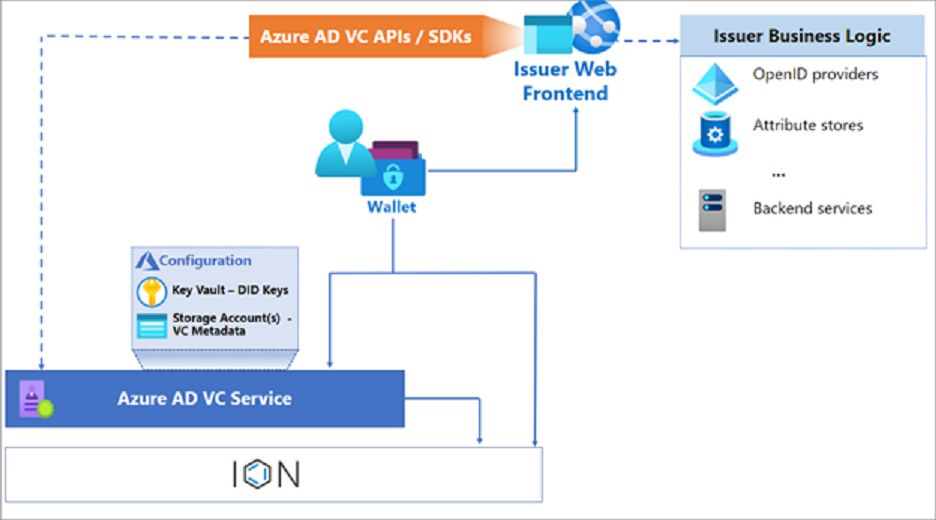 Azure AD VC APIs / SDKs
Issuer Web
Frontend
Issuer Business Logic
OpenID providers
Attribute stores
...
Backend services
Wallet
Configuration
Key Vault – DID Keys
Storage Account(s) -
VC Metadata
Azure AD VC Service
ION